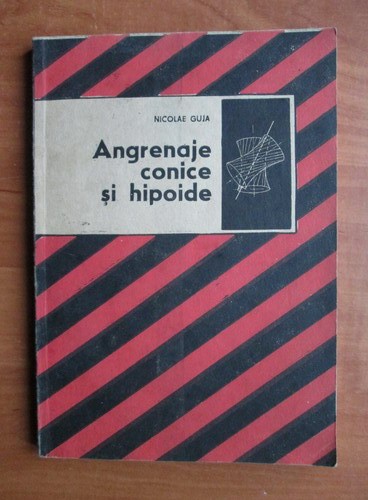 NICOLAE GUJA
Angrenaje
conice
și hipoide